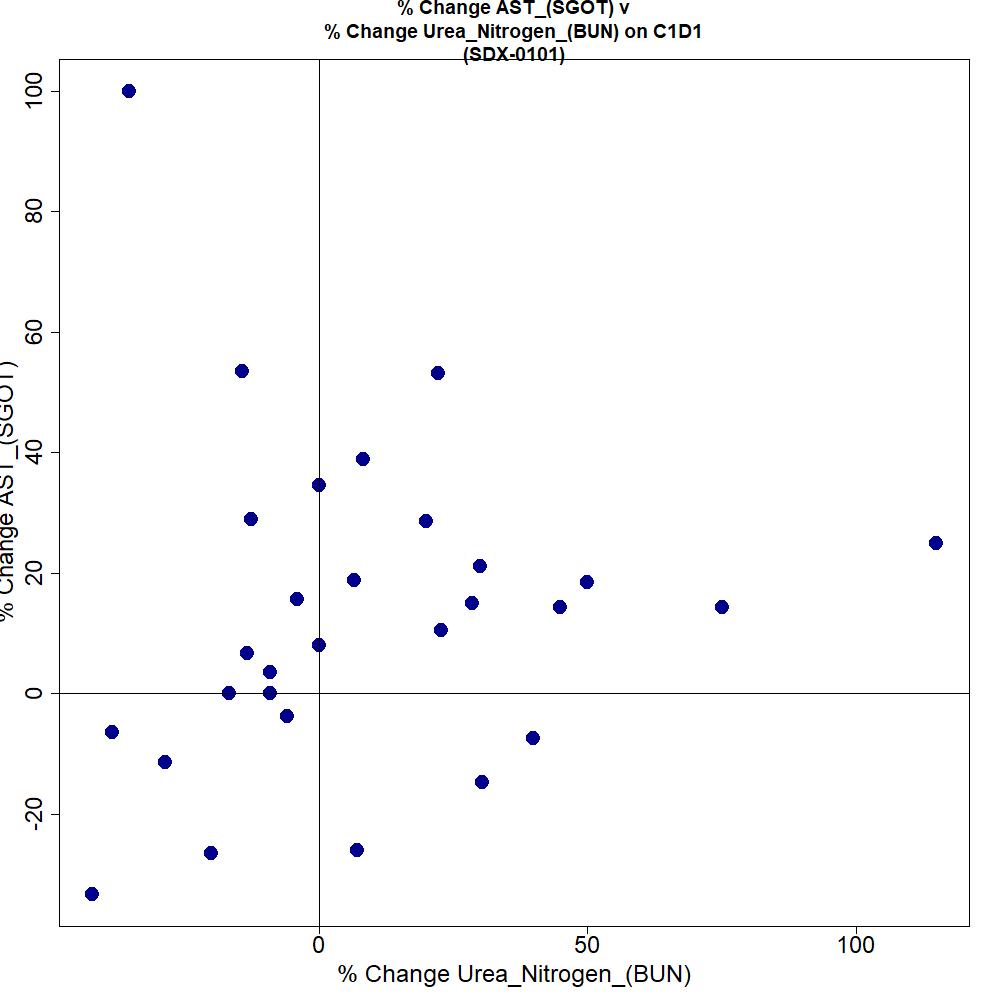 % Change AST_(SGOT) v
% Change Urea_Nitrogen_(BUN) on C1D1
(SDX-0101)
100
80
60
40
20
0
-20
% Change AST_(SGOT)
0 50 100
% Change Urea_Nitrogen_(BUN)